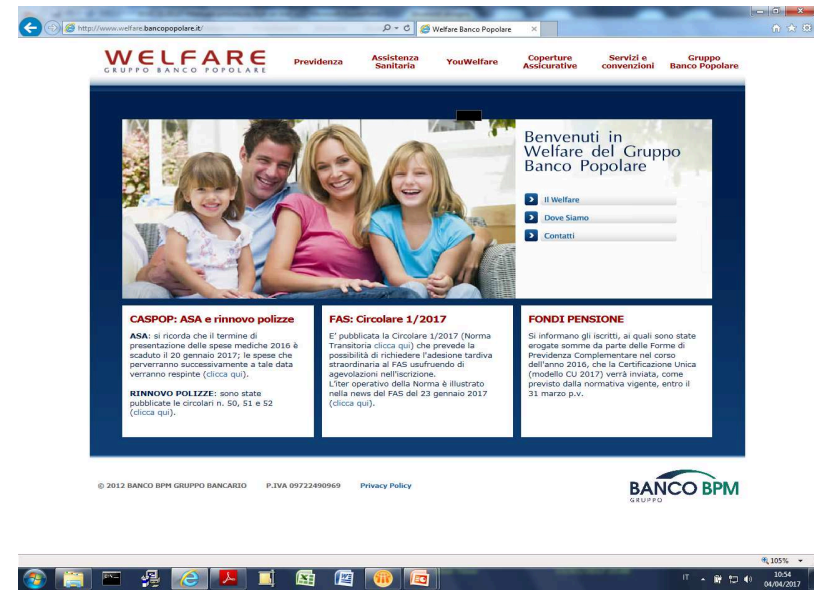 http://www.welfare.bancopopolare.it/
Welfare Banco Popolare
WELFARE
GRUPPO BANCO POPOLARE
Previdenza
Assistenza
Sanitaria
YouWelfare
Coperture
Assicurative
Servizi e
convenzioni
Gruppo
Banco Popolare
Benvenuti in
Welfare del Gruppo
Banco Popolare
Il Welfare
Dove Siamo
Contatti
CASPOP: ASA e rinnovo polizze
ASA: si ricorda che il termine di
presentazione delle spese mediche 2016 è
scaduto il 20 gennaio 2017; le spese che
perverranno successivamente a tale data
verranno respinte (clicca qui).
RINNOVO POLIZZE: sono state
pubblicate le circolari n. 50, 51 e 52
(clicca qui).
FAS: Circolare 1/2017
E' pubblicata la Circolare 1/2017 (Norma
Transitoria clicca qui) che prevede la
possibilità di richiedere l'adesione tardiva
straordinaria al FAS usufruendo di
agevolazioni nell'iscrizione.
L'iter operativo della Norma è illustrato
nella news del FAS del 23 gennaio 2017
(clicca qui).
FONDI PENSIONE
Si informano gli iscritti, ai quali sono state
erogate somme da parte delle Forme di
Previdenza Complementare nel corso
dell'anno 2016, che la Certificazione Unica
(modello CU 2017) verrà inviata, come
previsto dalla normativa vigente, entro il
31 marzo p.v.
© 2012 BANCO BPM GRUPPO BANCARIO P.IVA 09722490969 Privacy Policy
BANCO BPM
GRUPPO
105%
IT
10:54
04/04/2017